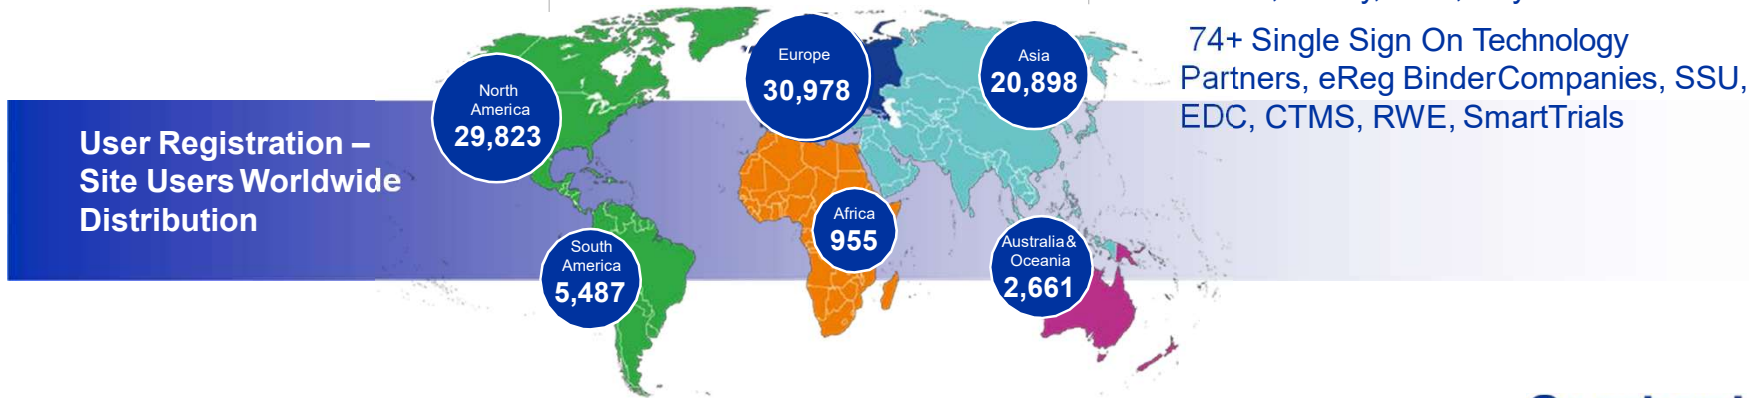 74+ Single Sign On Technology
Partners, eReg BinderCompanies, SSU,
EDC, CTMS, RWE, SmartTrials
User Registration –
Site Users Worldwide
Distribution
North
America
29,823
Europe
30,978
Asia
20,898
South
America
5,487
Africa
955
Australia &
Oceania
2,661